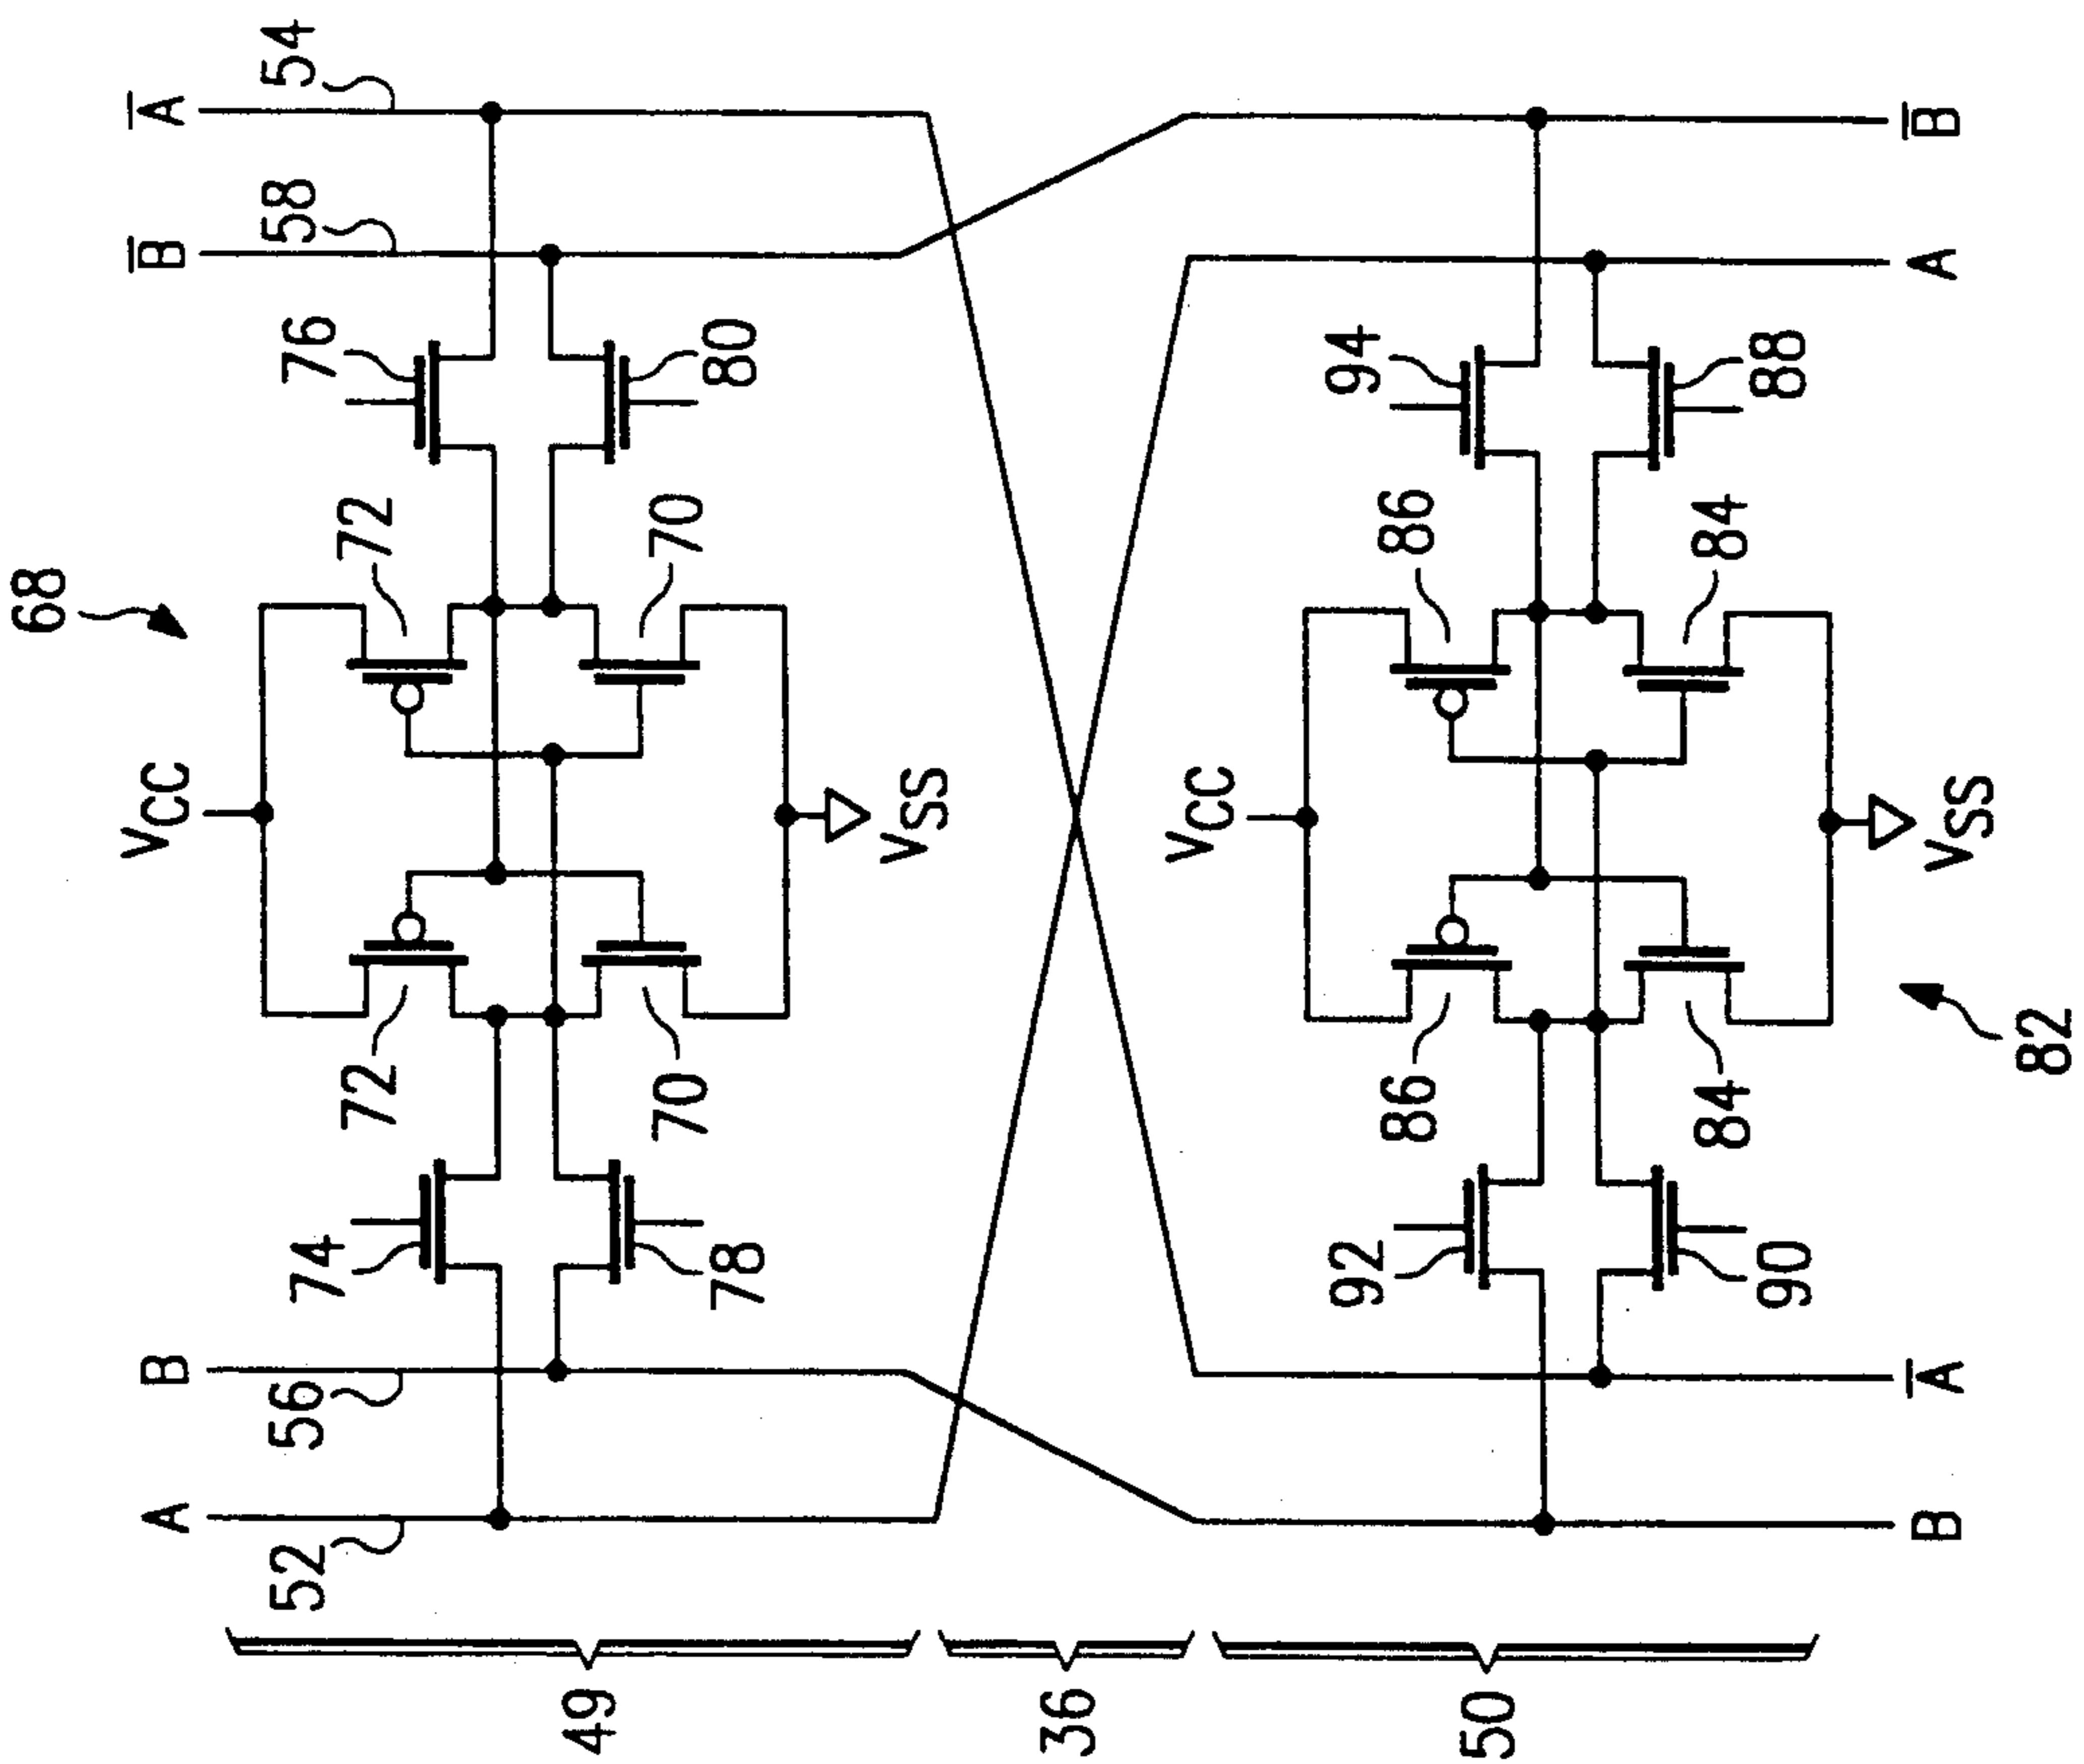 68
A B VCC B̅ A̅
52 56 74 76 58 54
72 72
49
70 70
78 80
VSS
36
VCC
92 94
86 86
50
84 84
90 88
B A̅ VSS A B̅
82